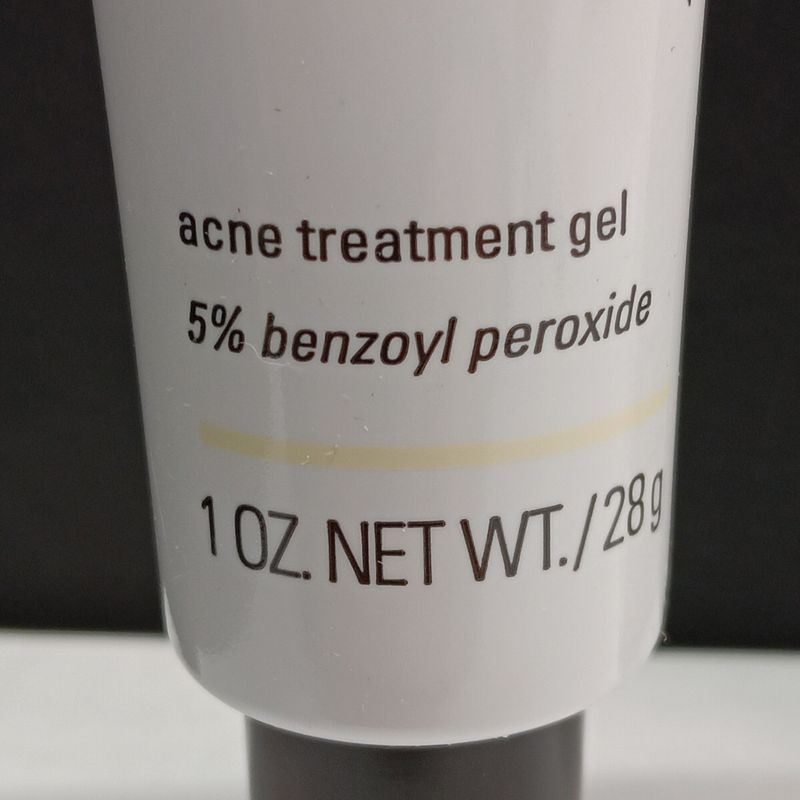 acne treatment gel
5% benzoyl peroxide
1 OZ. NET WT./28g